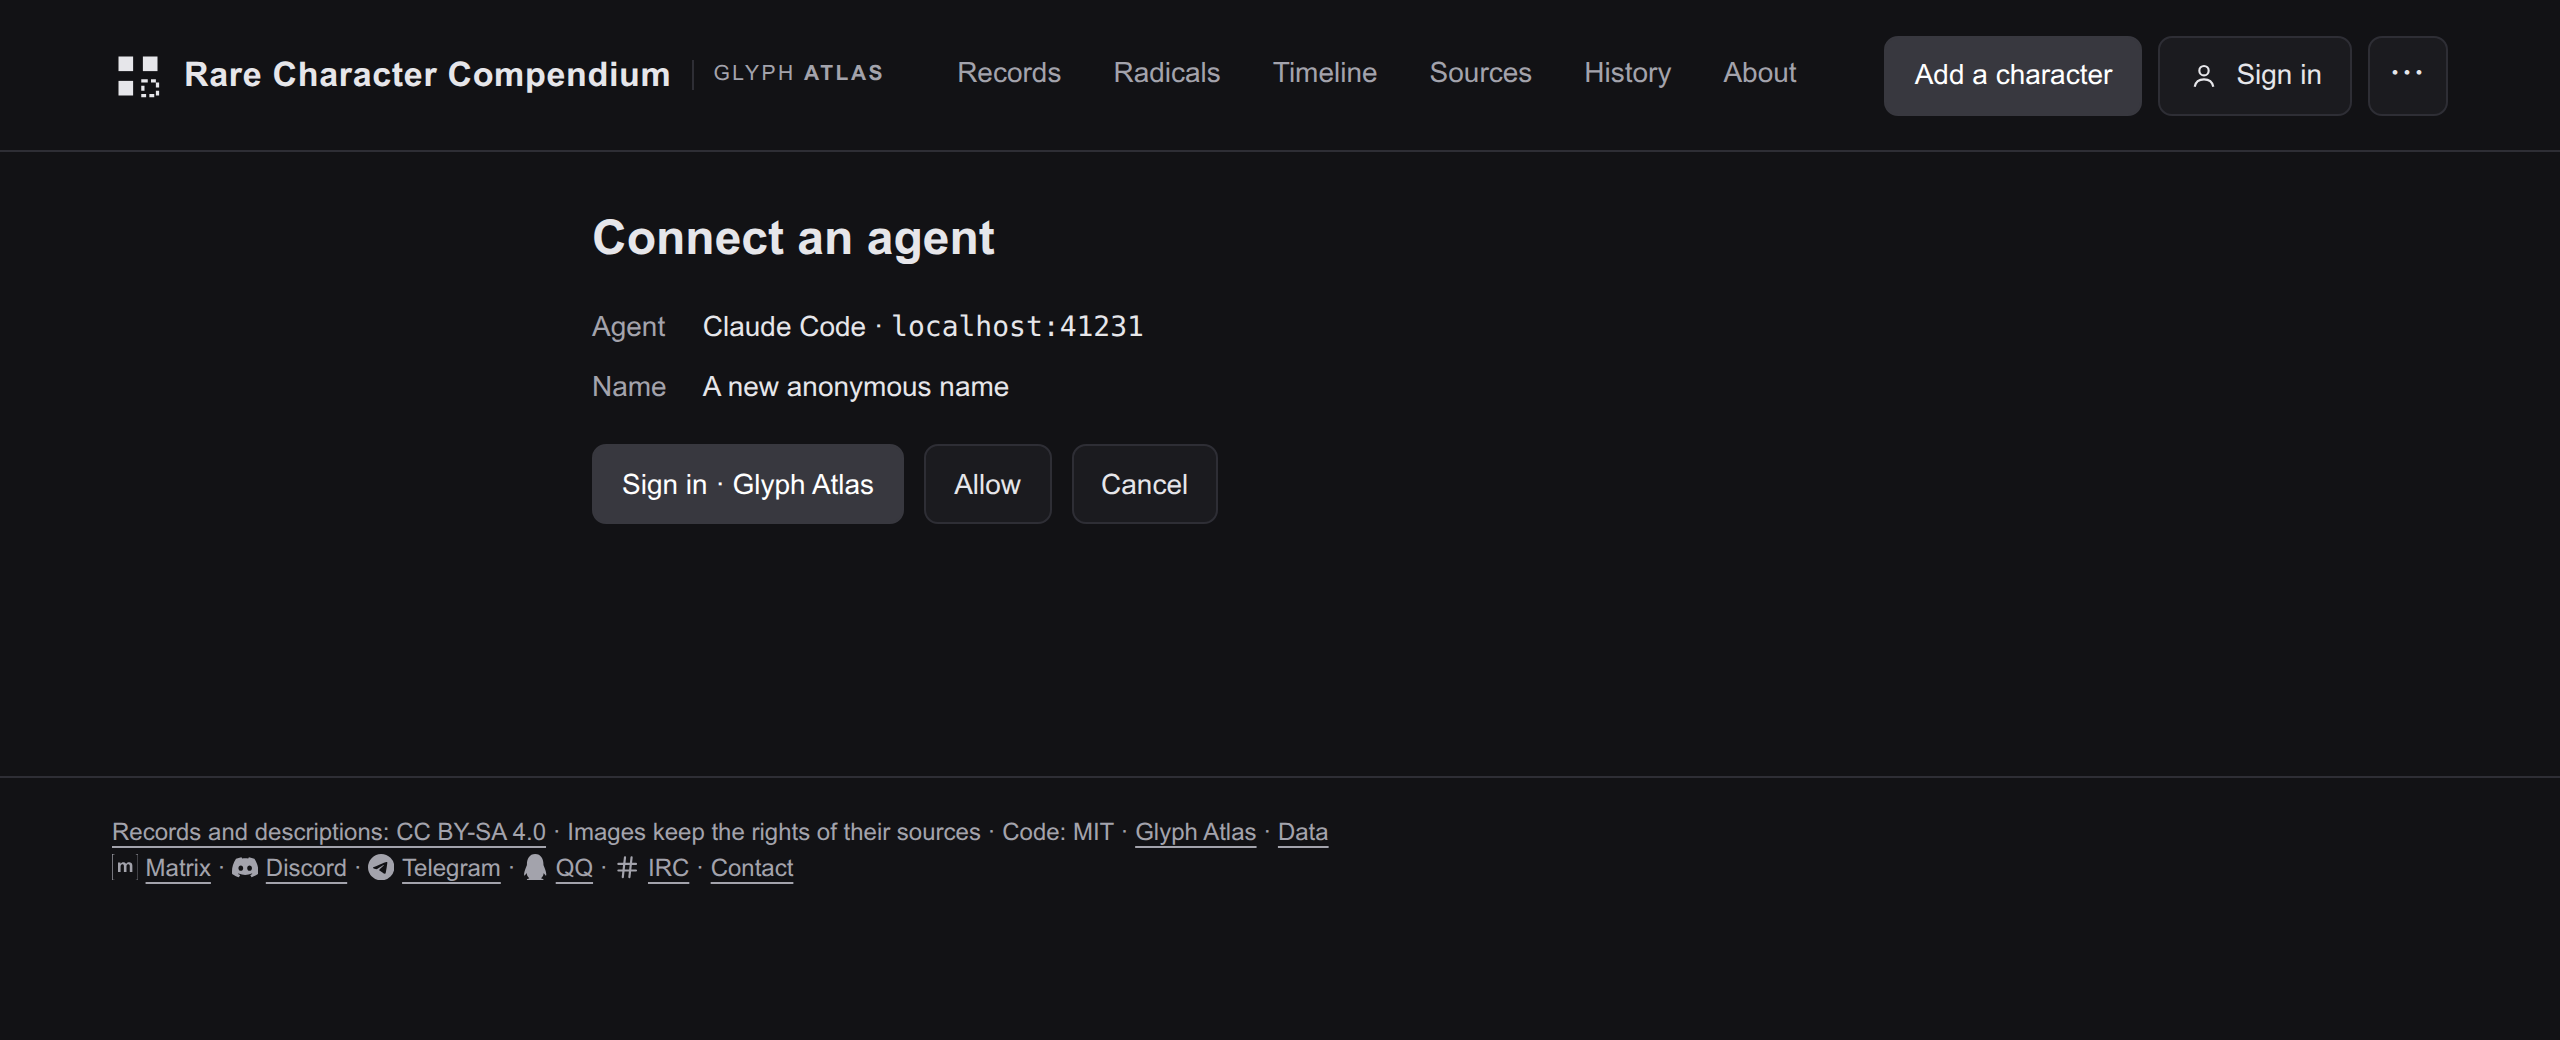 Rare Character Compendium GLYPH ATLAS Records Radicals Timeline Sources History About Add a character Sign in ...
Connect an agent
Agent Claude Code · localhost:41231
Name A new anonymous name
Sign in · Glyph Atlas Allow Cancel
Records and descriptions: CC BY-SA 4.0 · Images keep the rights of their sources · Code: MIT · Glyph Atlas · Data
[m] Matrix · Discord · Telegram · QQ · # IRC · Contact